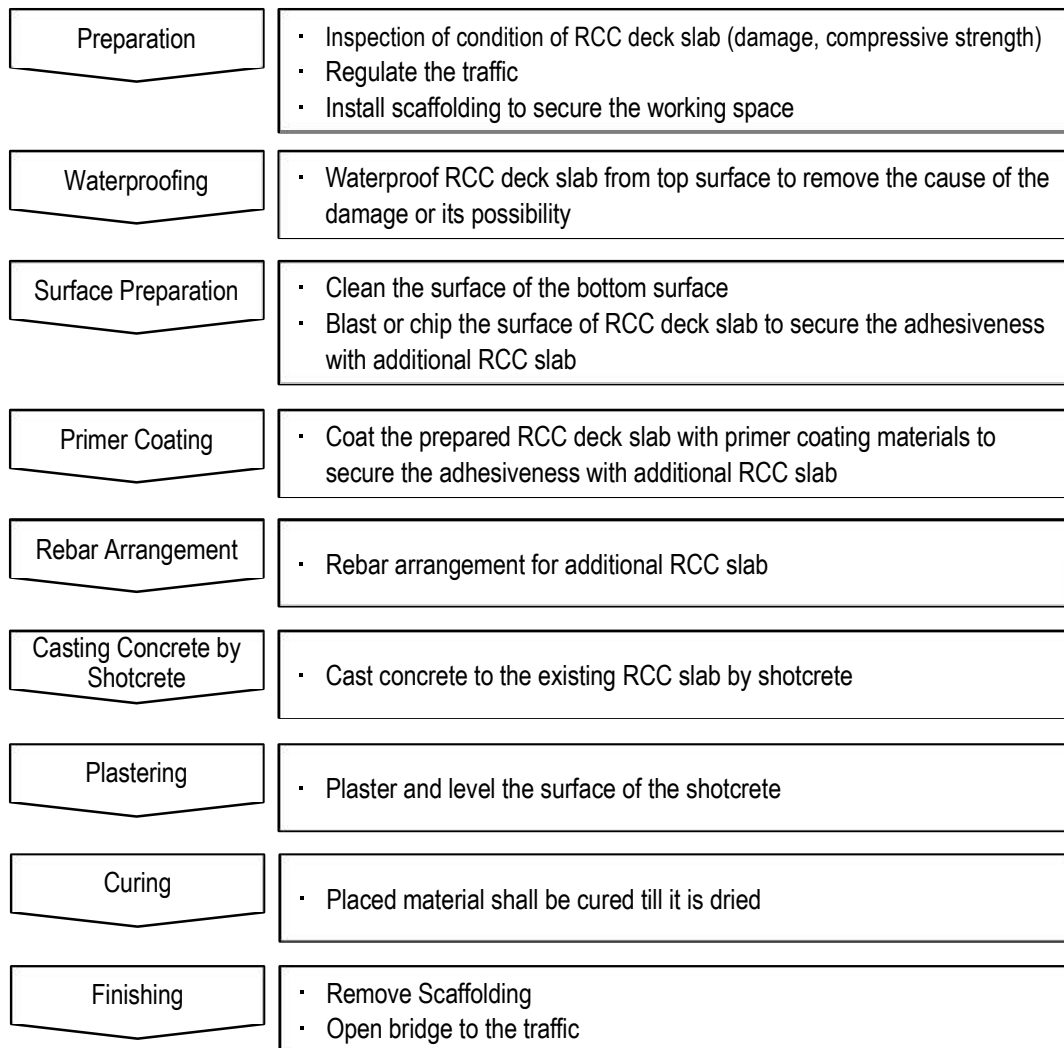 Preparation
· Inspection of condition of RCC deck slab (damage, compressive strength)
· Regulate the traffic
· Install scaffolding to secure the working space
Waterproofing
· Waterproof RCC deck slab from top surface to remove the cause of the
damage or its possibility
Surface Preparation
· Clean the surface of the bottom surface
· Blast or chip the surface of RCC deck slab to secure the adhesiveness
with additional RCC slab
Primer Coating
· Coat the prepared RCC deck slab with primer coating materials to
secure the adhesiveness with additional RCC slab
Rebar Arrangement
· Rebar arrangement for additional RCC slab
Casting Concrete by
Shotcrete
· Cast concrete to the existing RCC slab by shotcrete
Plastering
· Plaster and level the surface of the shotcrete
Curing
· Placed material shall be cured till it is dried
Finishing
· Remove Scaffolding
· Open bridge to the traffic